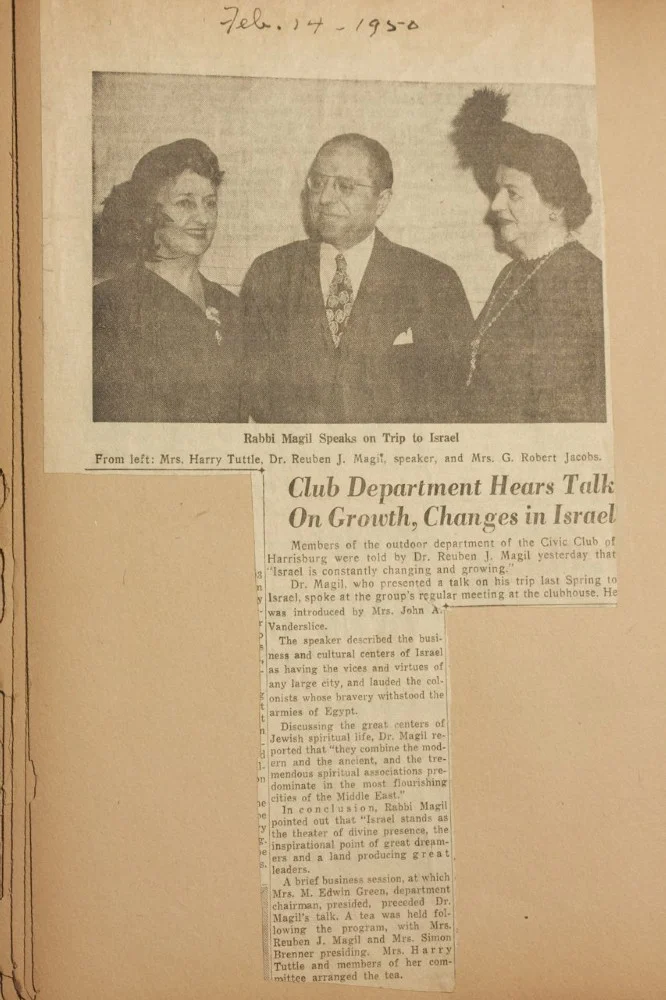 Feb. 14 - 1950
Rabbi Magil Speaks on Trip to Israel
From left: Mrs. Harry Tuttle, Dr. Reuben J. Magil, speaker, and Mrs. G. Robert Jacobs.
Club Department Hears Talk
On Growth, Changes in Israel
Members of the outdoor department of the Civic Club of
Harrisburg were told by Dr. Reuben J. Magil yesterday that
"Israel is constantly changing and growing."
Dr. Magil, who presented a talk on his trip last Spring to
Israel, spoke at the group's regular meeting at the clubhouse. He
was introduced by Mrs. John A.
Vanderslice.
The speaker described the busi-
ness and cultural centers of Israel
as having the vices and virtues of
any large city, and lauded the col-
onists whose bravery withstood the
armies of Egypt.
Discussing the great centers of
Jewish spiritual life, Dr. Magil re-
ported that "they combine the mod-
ern and the ancient, and the tre-
mendous spiritual associations pre-
dominate in the most flourishing
cities of the Middle East."
In conclusion, Rabbi Magil
pointed out that "Israel stands as
the theater of divine presence, the
inspirational point of great dream-
ers and a land producing great
leaders.
A brief business session, at which
Mrs. M. Edwin Green, department
chairman, presided, preceded Dr.
Magil's talk. A tea was held fol-
lowing the program, with Mrs.
Reuben J. Magil and Mrs. Simon
Brenner presiding. Mrs. Harry
Tuttle and members of her com-
mittee arranged the tea.